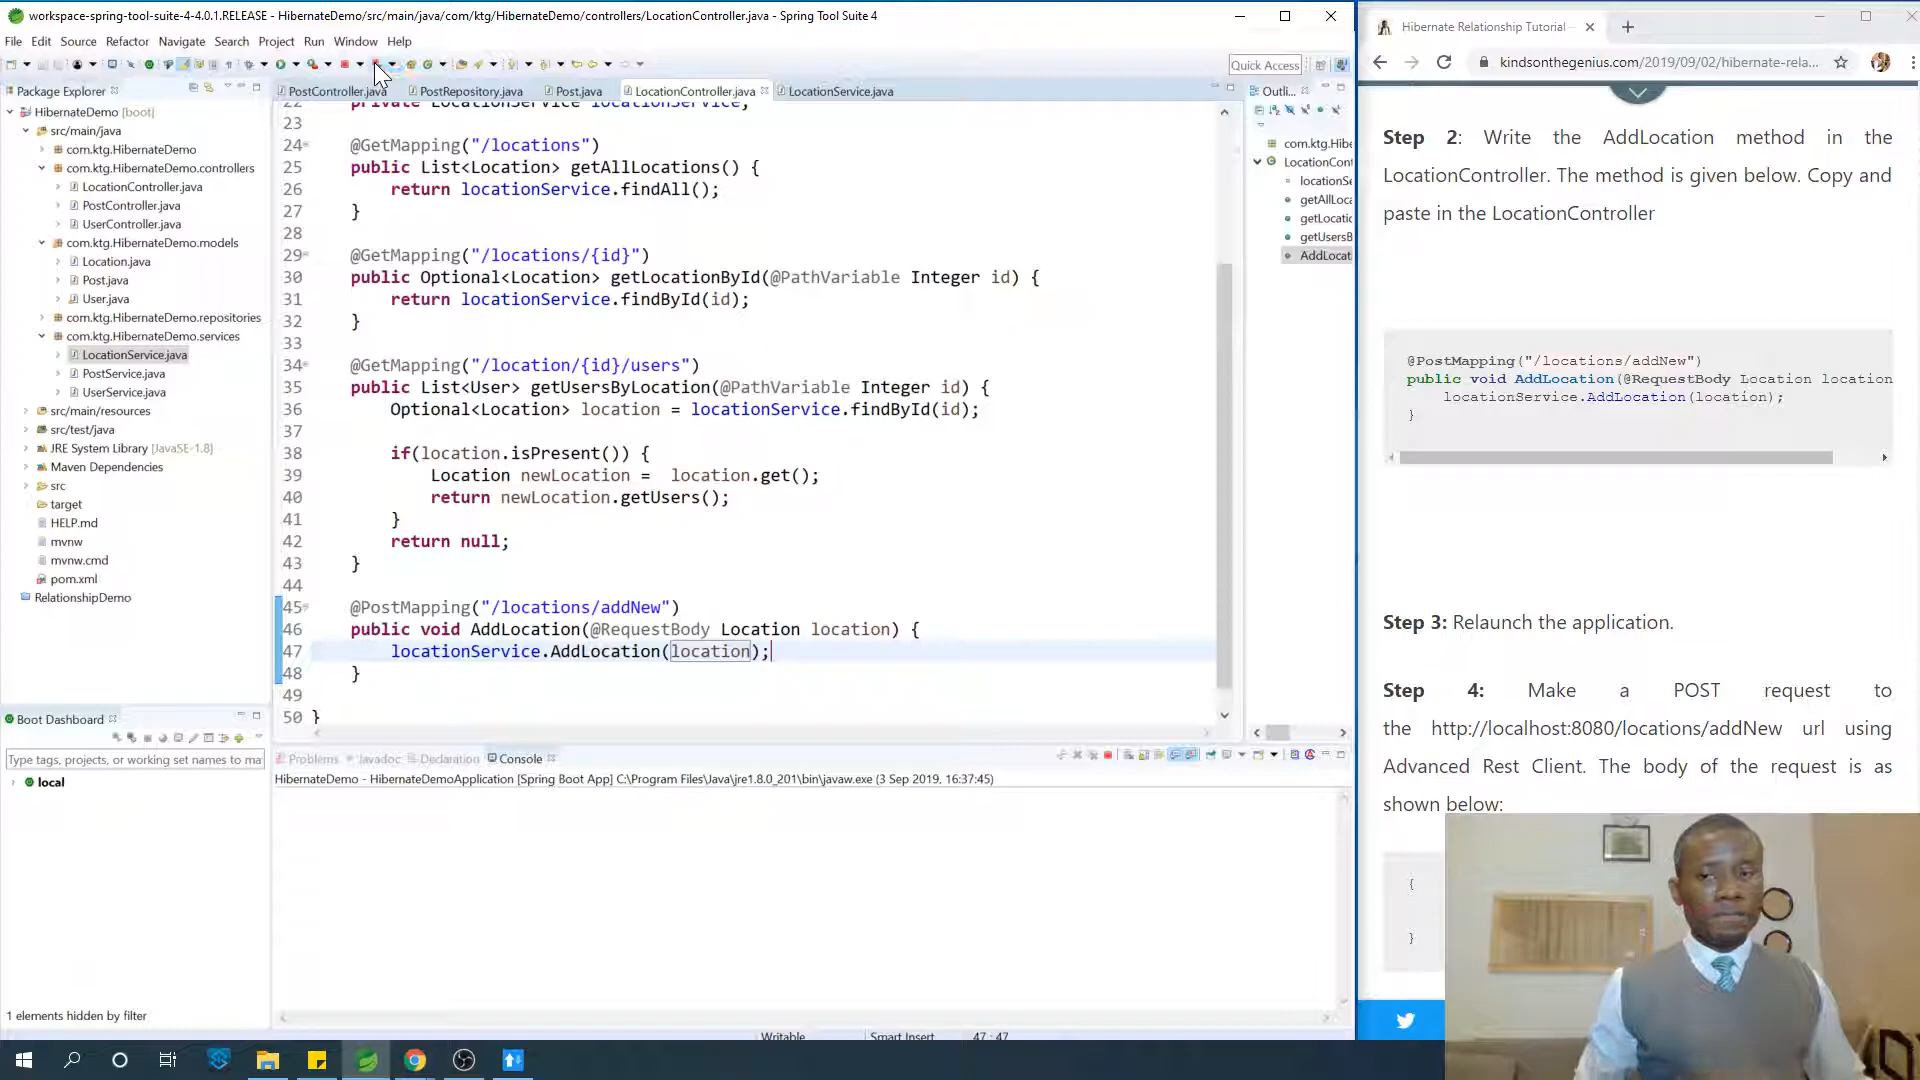 workspace-spring-tool-suite-4-4.0.1.RELEASE - HibernateDemo/src/main/java/com/ktg/HibernateDemo/controllers/LocationController.java - Spring Tool Suite 4
File Edit Source Refactor Navigate Search Project Run Window Help
Quick Access
Package Explorer
HibernateDemo [boot]
src/main/java
com.ktg.HibernateDemo
com.ktg.HibernateDemo.controllers
LocationController.java
PostController.java
UserController.java
com.ktg.HibernateDemo.models
Location.java
Post.java
User.java
com.ktg.HibernateDemo.repositories
com.ktg.HibernateDemo.services
LocationService.java
PostService.java
UserService.java
src/main/resources
src/test/java
JRE System Library [JavaSE-1.8]
Maven Dependencies
src
target
HELP.md
mvnw
mvnw.cmd
pom.xml
RelationshipDemo
Boot Dashboard
Type tags, projects, or working set names to ma
local
1 elements hidden by filter
PostController.java PostRepository.java Post.java LocationController.java LocationService.java
22 private LocationService locationService;
23
24 @GetMapping("/locations")
25 public List<Location> getAllLocations() {
26 return locationService.findAll();
27 }
28
29 @GetMapping("/locations/{id}")
30 public Optional<Location> getLocationById(@PathVariable Integer id) {
31 return locationService.findById(id);
32 }
33
34 @GetMapping("/location/{id}/users")
35 public List<User> getUsersByLocation(@PathVariable Integer id) {
36 Optional<Location> location = locationService.findById(id);
37
38 if(location.isPresent()) {
39 Location newLocation = location.get();
40 return newLocation.getUsers();
41 }
42 return null;
43 }
44
45 @PostMapping("/locations/addNew")
46 public void AddLocation(@RequestBody Location location) {
47 locationService.AddLocation(location);
48 }
49
50 }
Outli...
com.ktg.Hibe
LocationCont
locationSe
getAllLoca
getLocatio
getUsersB
AddLocat
Problems Javadoc Declaration Console
HibernateDemo - HibernateDemoApplication [Spring Boot App] C:\Program Files\Java\jre1.8.0_201\bin\javaw.exe (3 Sep 2019, 16:37:45)
Writable Smart Insert 47 : 47
Hibernate Relationship Tutorial
kindsonthegenius.com/2019/09/02/hibernate-rela...
Step 2: Write the AddLocation method in the
LocationController. The method is given below. Copy and
paste in the LocationController
@PostMapping("/locations/addNew")
public void AddLocation(@RequestBody Location location
locationService.AddLocation(location);
}
Step 3: Relaunch the application.
Step 4: Make a POST request to
the http://localhost:8080/locations/addNew url using
Advanced Rest Client. The body of the request is as
shown below:
{
}